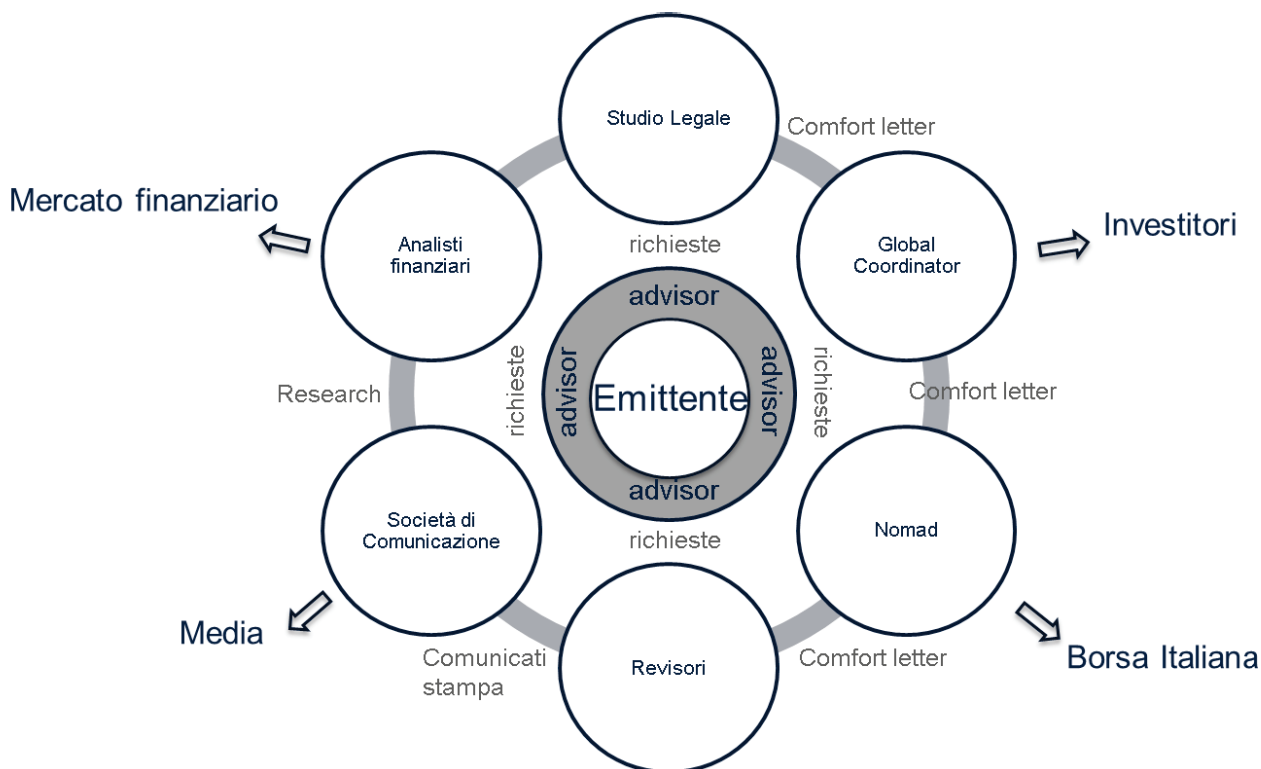 Studio Legale
Comfort letter
Mercato finanziario
Analisti
finanziari
richieste
Global
Coordinator
Investitori
advisor
Research
richieste
advisor
Emittente
advisor
richieste
Comfort letter
advisor
Società di
Comunicazione
richieste
Nomad
Media
Comunicati
stampa
Revisori
Comfort letter
Borsa Italiana